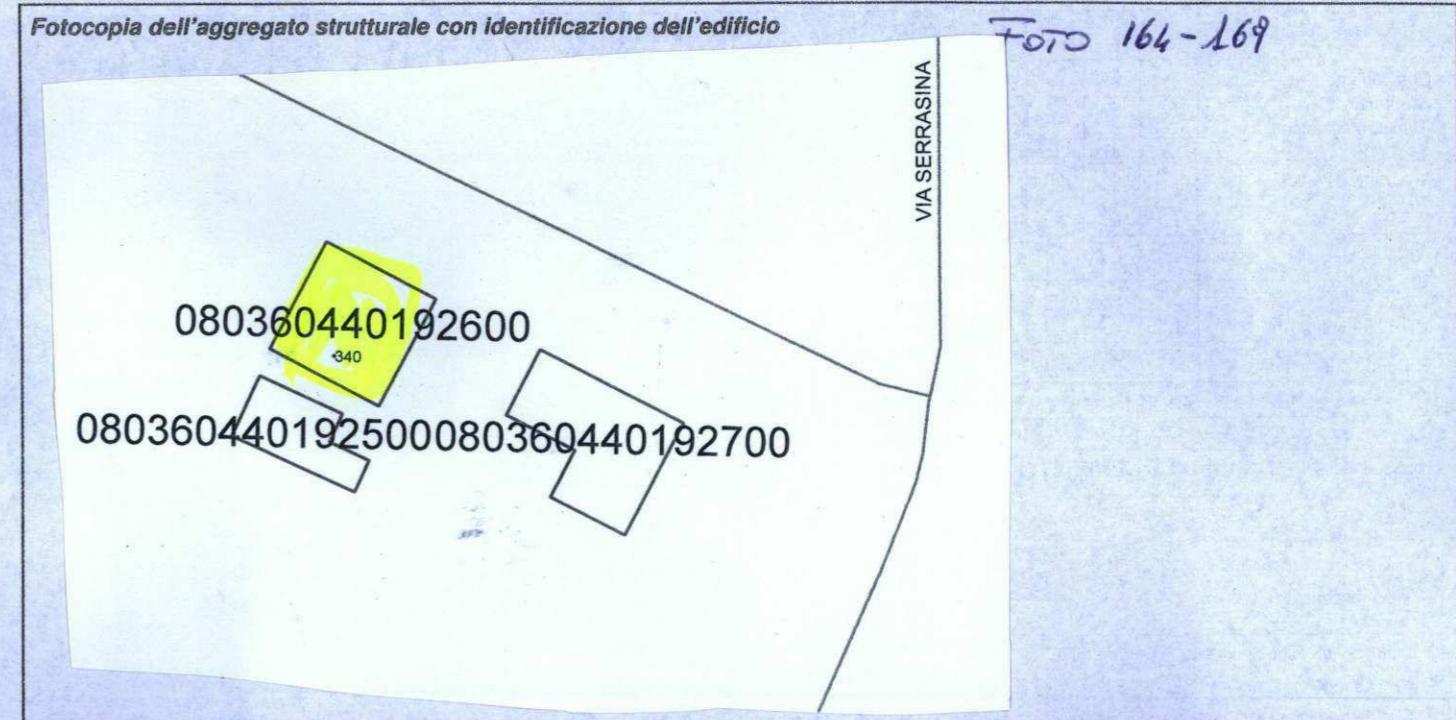 Fotocopia dell'aggregato strutturale con identificazione dell'edificio
FOTO 164-169
VIA SERRASINA
080360440192600
340
080360440192500080360440192700